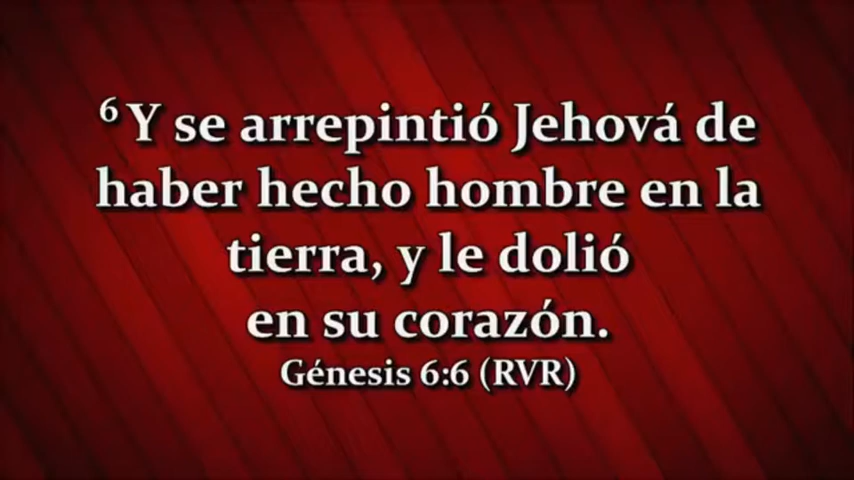 6 Y se arrepintió Jehová de
haber hecho hombre en la
tierra, y le dolió
en su corazón.
Génesis 6:6 (RVR)